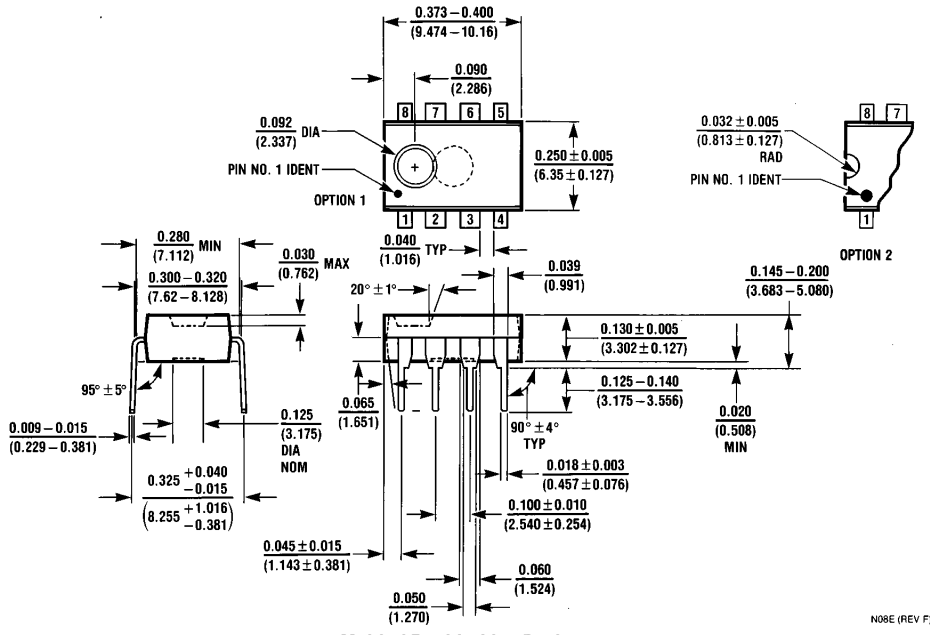 0.373–0.400
(9.474–10.16)
0.090
(2.286)
8 7 6 5
0.092 DIA
(2.337)
PIN NO. 1 IDENT
OPTION 1
1 2 3 4
0.250 ± 0.005
(6.35 ± 0.127)
8 7
0.032 ± 0.005
(0.813 ± 0.127)
RAD
PIN NO. 1 IDENT
1
OPTION 2
0.280 MIN
(7.112)
0.300 – 0.320
(7.62 – 8.128)
0.030 MAX
(0.762)
95° ± 5°
0.009 – 0.015
(0.229 – 0.381)
0.125
(3.175)
DIA
NOM
0.325 +0.040
−0.015
(8.255 +1.016
−0.381)
0.040 TYP
(1.016)
0.039
(0.991)
20° ± 1°
0.145 – 0.200
(3.683 – 5.080)
0.130 ± 0.005
(3.302 ± 0.127)
0.125 – 0.140
(3.175 – 3.556)
0.020
(0.508)
MIN
0.065
(1.651)
90° ± 4°
TYP
0.018 ± 0.003
(0.457 ± 0.076)
0.100 ± 0.010
(2.540 ± 0.254)
0.045 ± 0.015
(1.143 ± 0.381)
0.060
(1.524)
0.050
(1.270)
N08E (REV F)